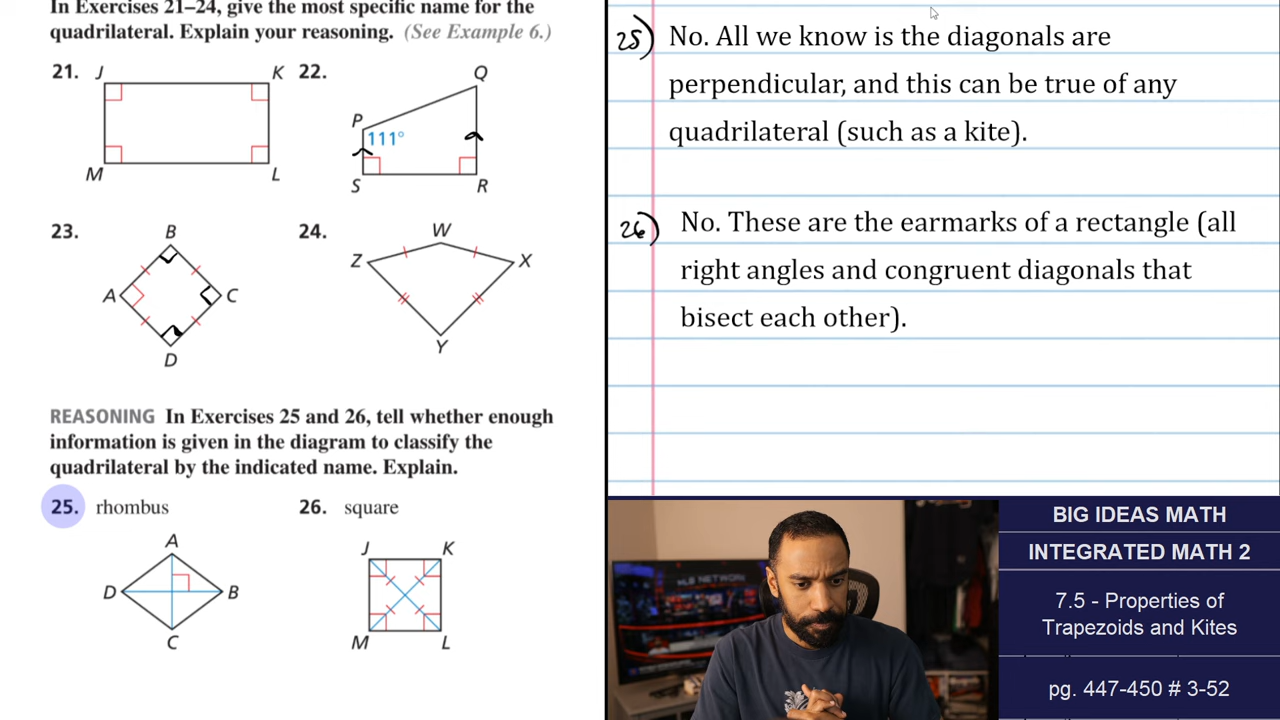 In Exercises 21–24, give the most specific name for the
quadrilateral. Explain your reasoning. (See Example 6.)
21. J K
M L
22. Q
P
111°
S R
23. B
A C
D
24. W
Z X
Y
REASONING In Exercises 25 and 26, tell whether enough
information is given in the diagram to classify the
quadrilateral by the indicated name. Explain.
25. rhombus
A
D B
C
26. square
J K
M L
25) No. All we know is the diagonals are
perpendicular, and this can be true of any
quadrilateral (such as a kite).
26) No. These are the earmarks of a rectangle (all
right angles and congruent diagonals that
bisect each other).
MLB NETWORK
BIG IDEAS MATH
INTEGRATED MATH 2
7.5 - Properties of
Trapezoids and Kites
pg. 447-450 # 3-52